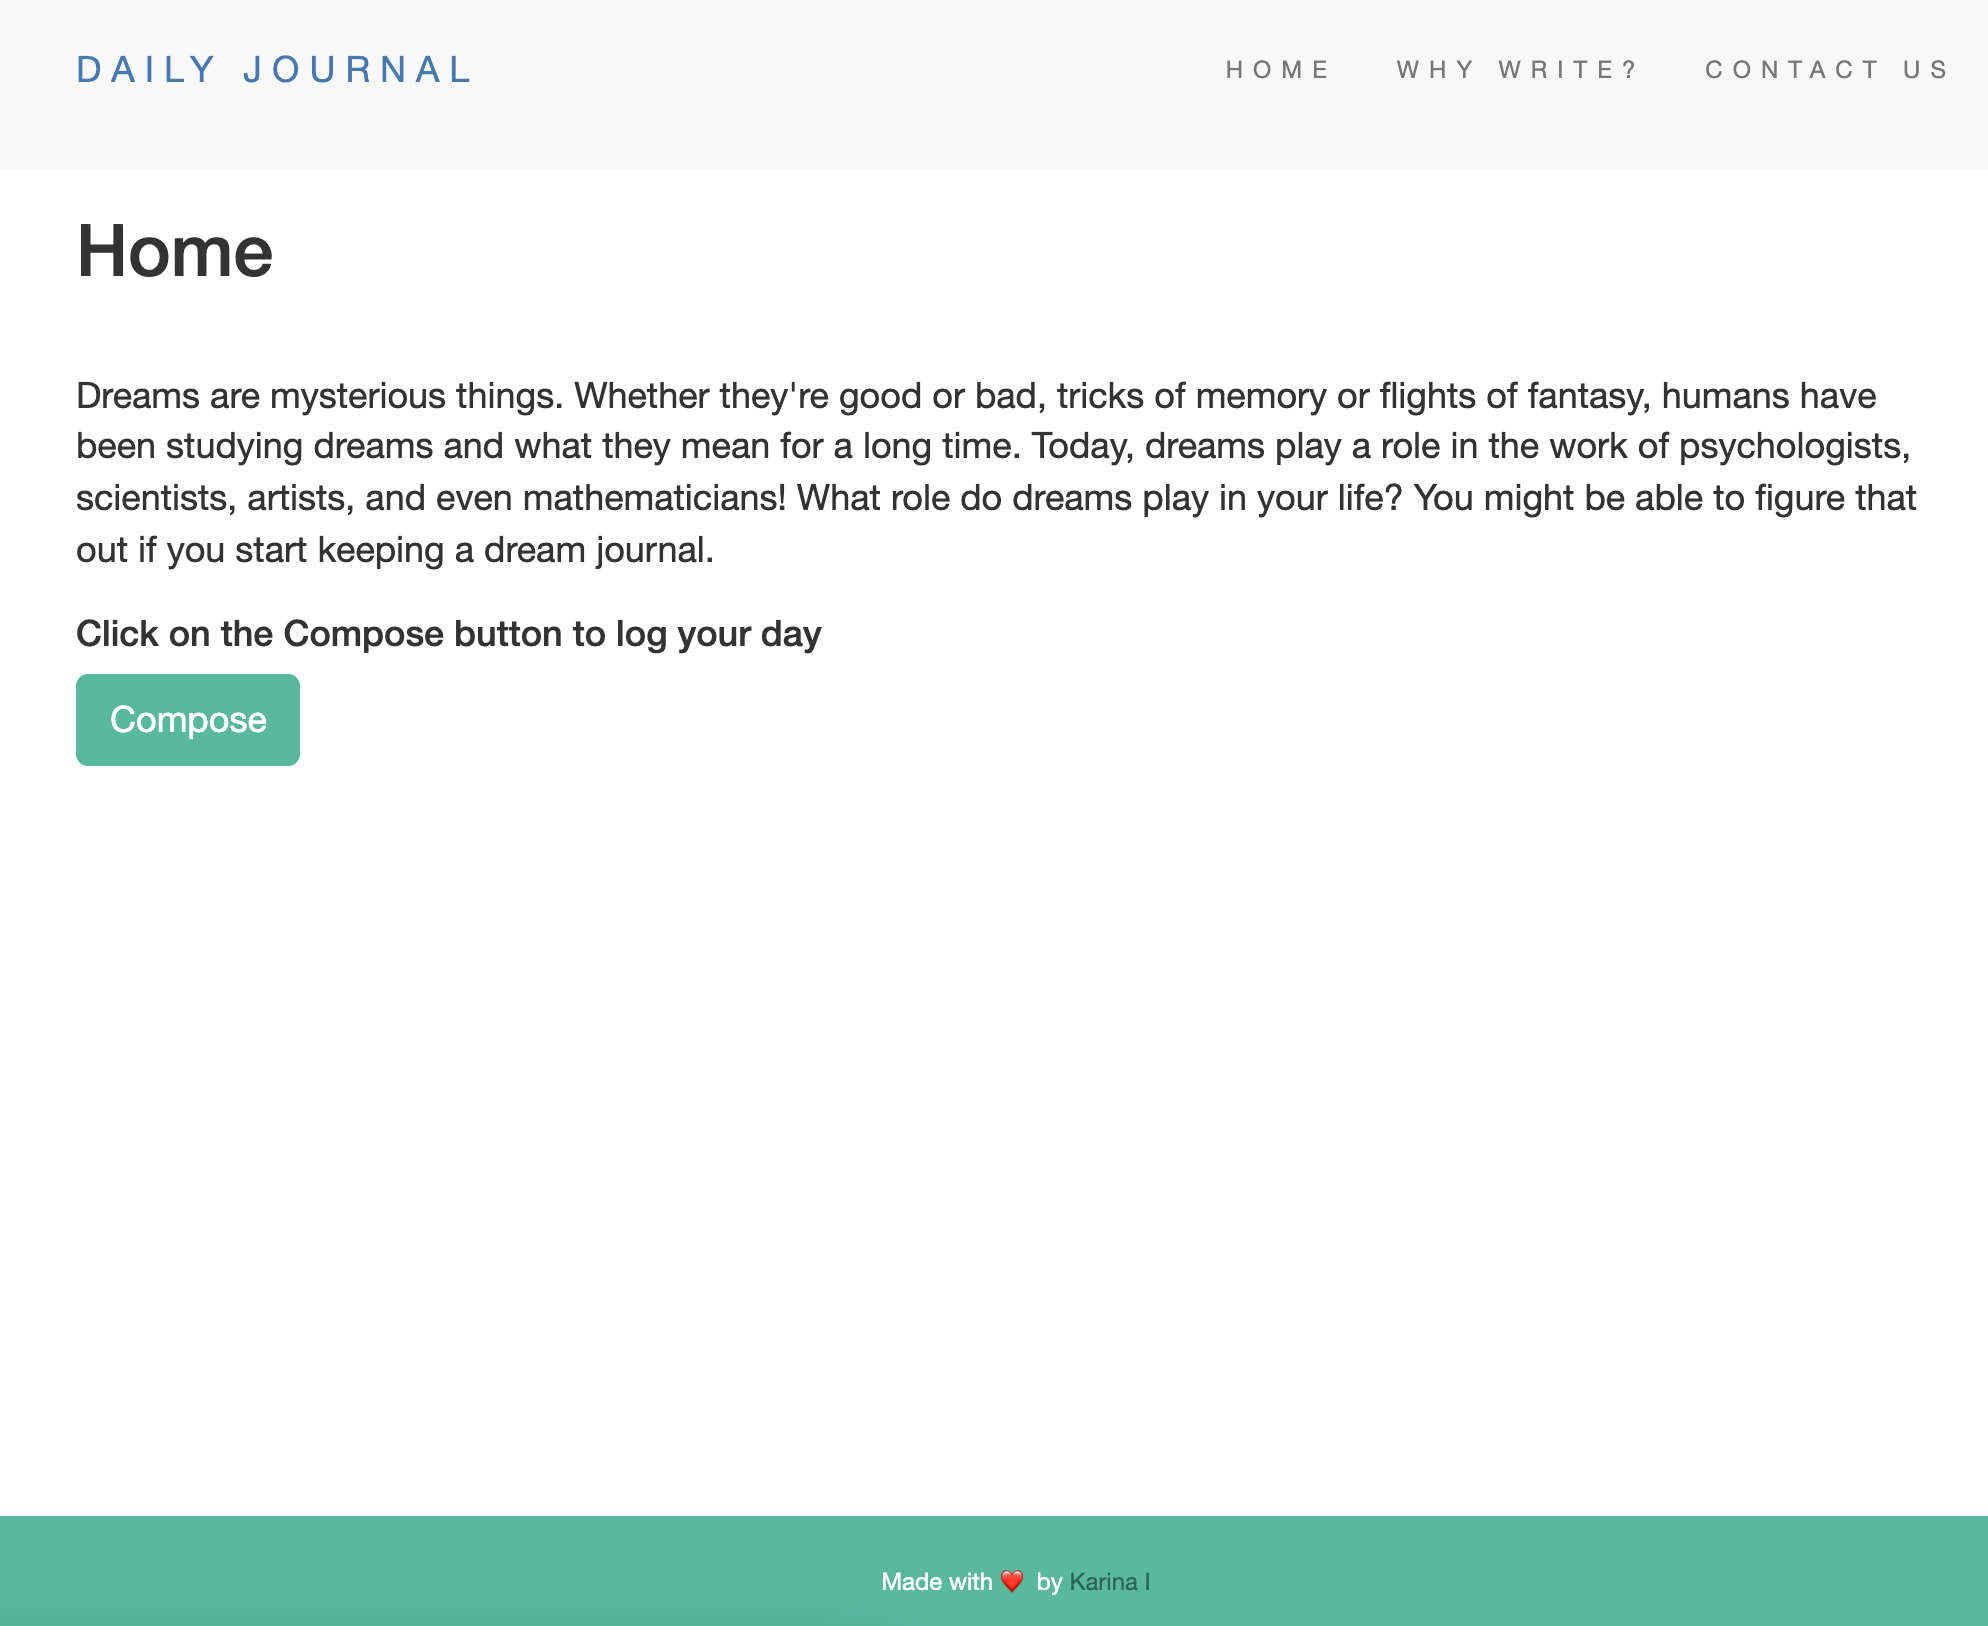 DAILY JOURNAL
HOME WHY WRITE? CONTACT US
Home
Dreams are mysterious things. Whether they're good or bad, tricks of memory or flights of fantasy, humans have
been studying dreams and what they mean for a long time. Today, dreams play a role in the work of psychologists,
scientists, artists, and even mathematicians! What role do dreams play in your life? You might be able to figure that
out if you start keeping a dream journal.
Click on the Compose button to log your day
Compose
Made with ❤️ by Karina I